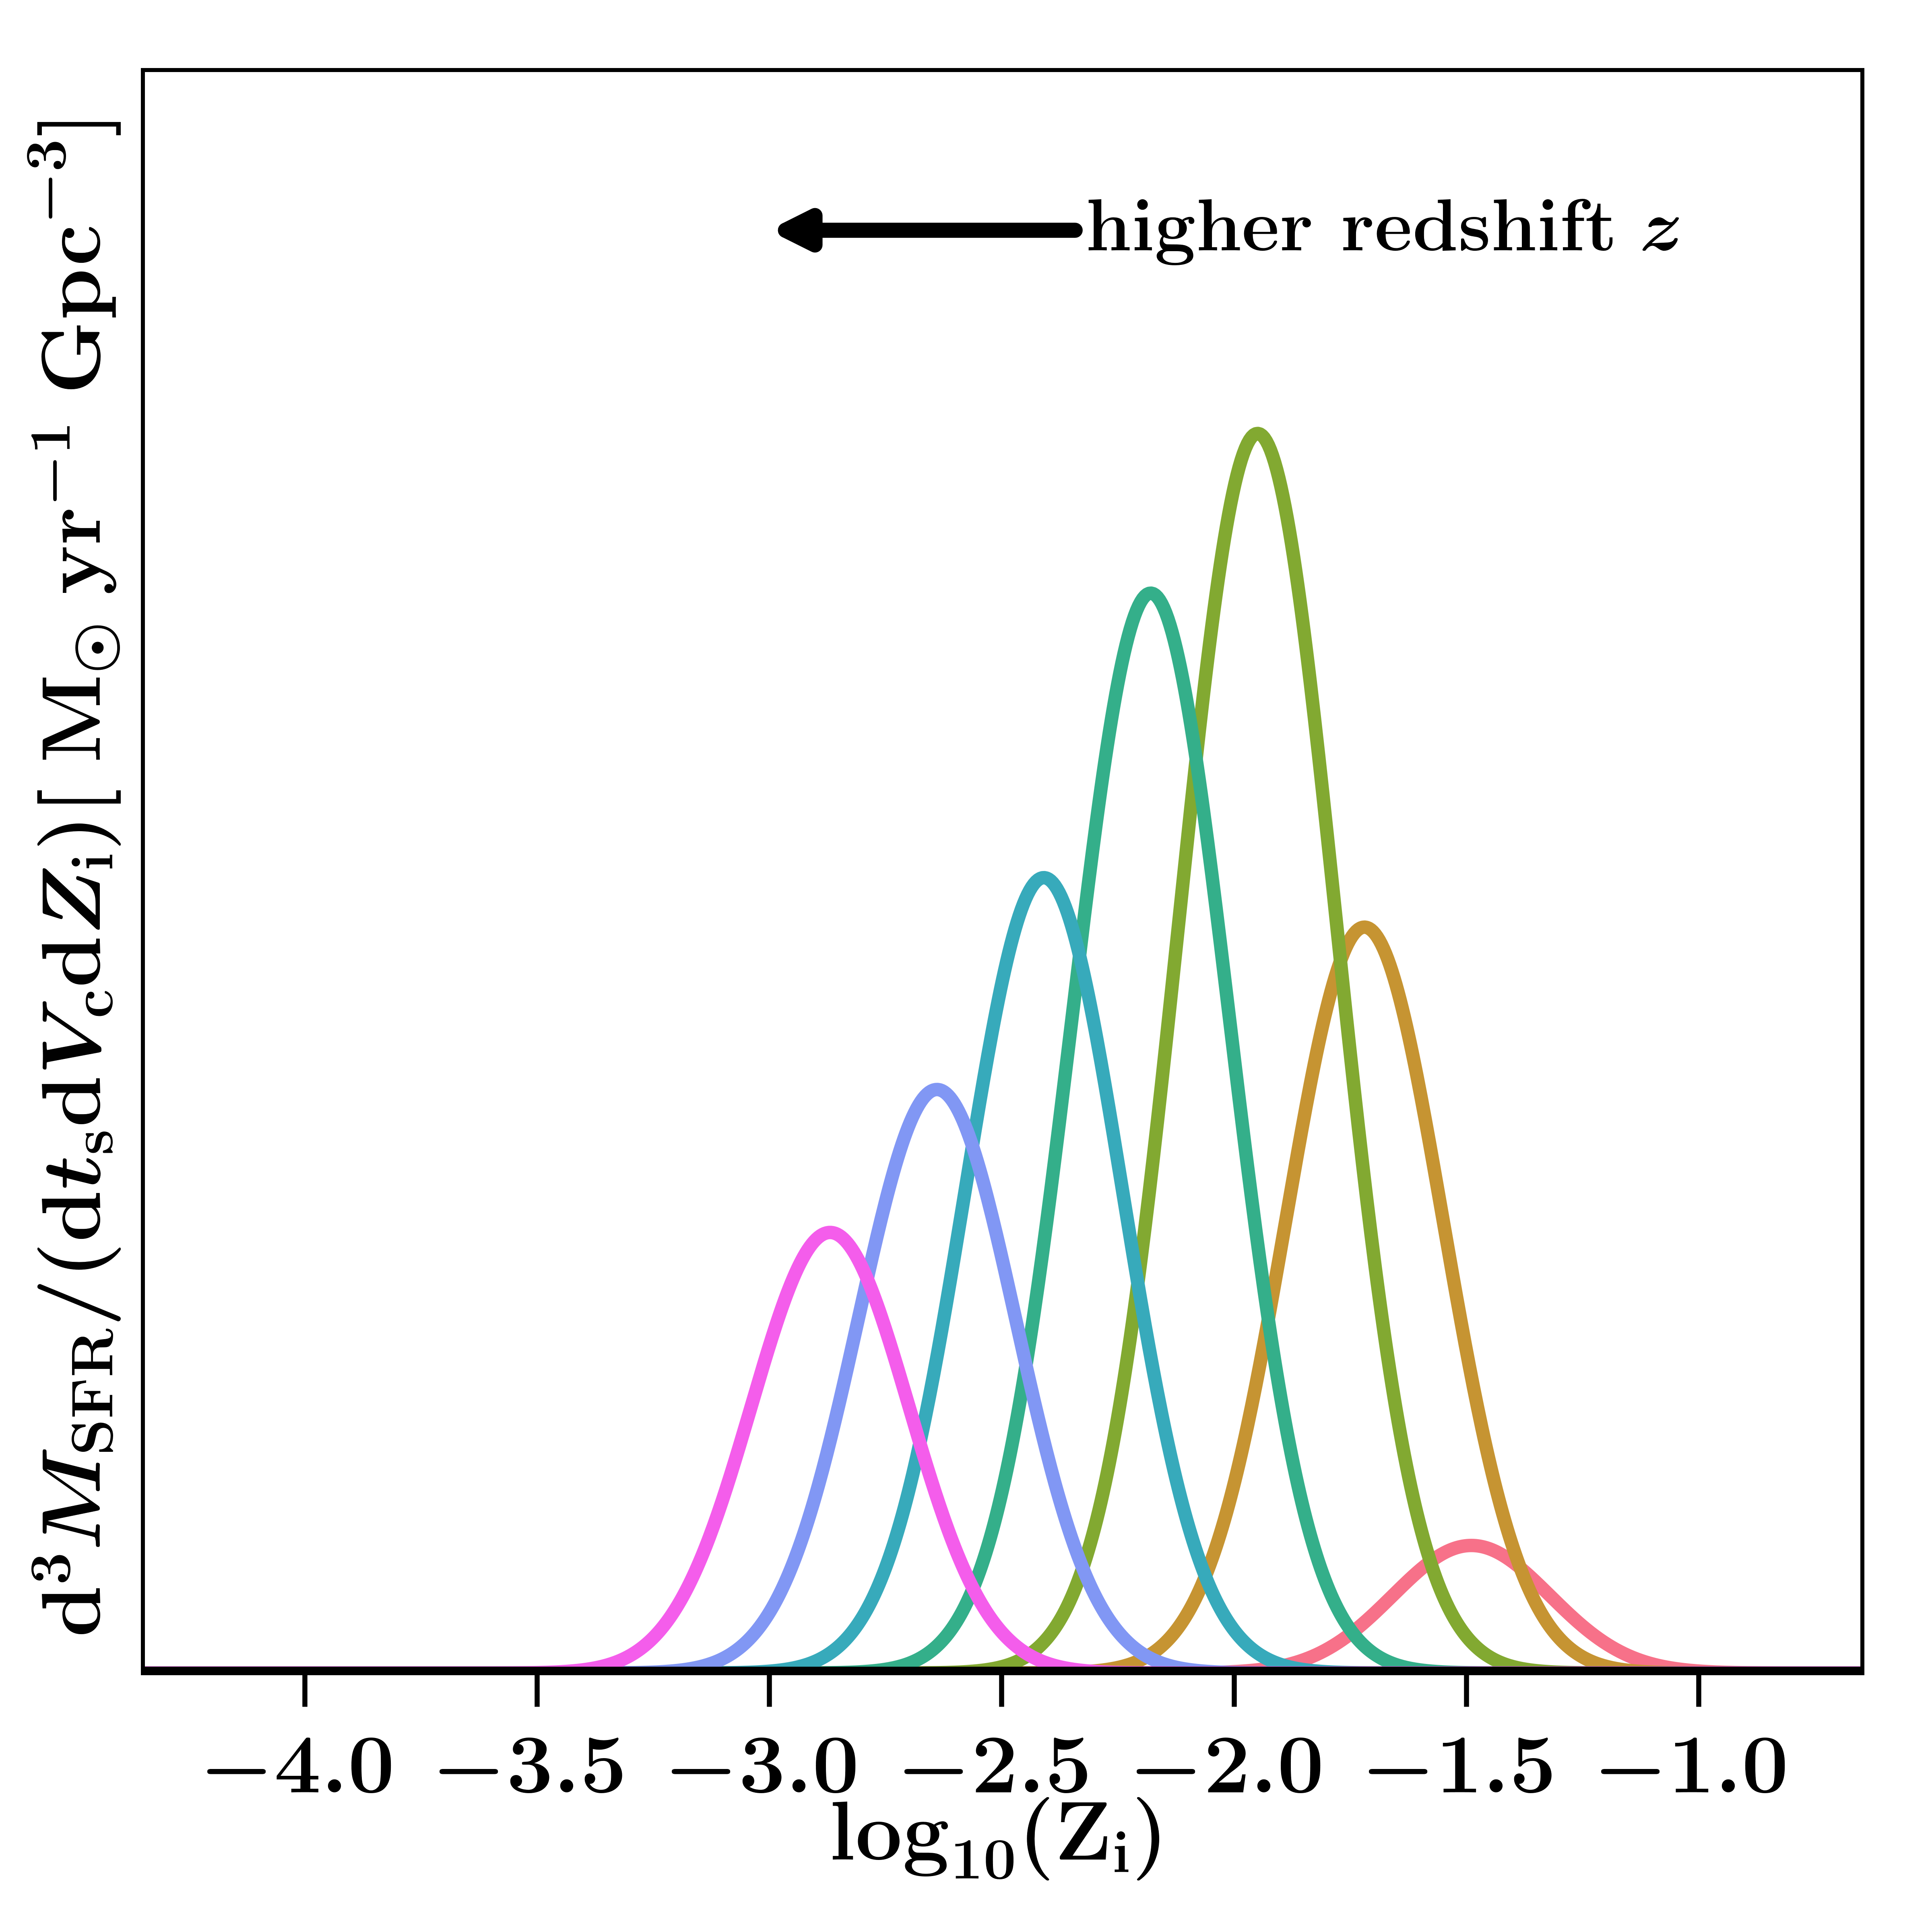 d³M_SFR/(dt_s dV_c dZ_i)[ M_⊙ yr⁻¹ Gpc⁻³]
higher redshift z
−4.0 −3.5 −3.0 −2.5 −2.0 −1.5 −1.0
log₁₀(Z_i)